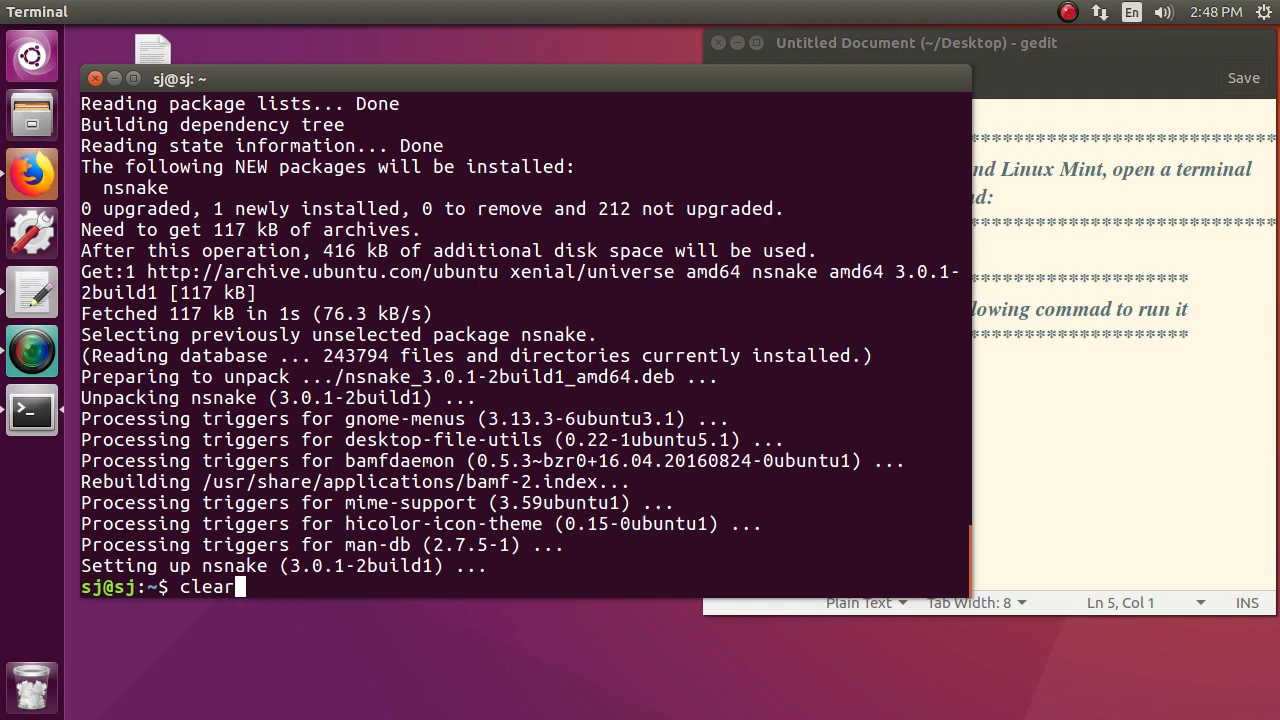 Terminal
En
2:48 PM
Untitled Document (~/Desktop) - gedit
Save
sj@sj: ~
Reading package lists... Done
Building dependency tree
Reading state information... Done
The following NEW packages will be installed:
  nsnake
0 upgraded, 1 newly installed, 0 to remove and 212 not upgraded.
Need to get 117 kB of archives.
After this operation, 416 kB of additional disk space will be used.
Get:1 http://archive.ubuntu.com/ubuntu xenial/universe amd64 nsnake amd64 3.0.1-
2build1 [117 kB]
Fetched 117 kB in 1s (76.3 kB/s)
Selecting previously unselected package nsnake.
(Reading database ... 243794 files and directories currently installed.)
Preparing to unpack .../nsnake_3.0.1-2build1_amd64.deb ...
Unpacking nsnake (3.0.1-2build1) ...
Processing triggers for gnome-menus (3.13.3-6ubuntu3.1) ...
Processing triggers for desktop-file-utils (0.22-1ubuntu5.1) ...
Processing triggers for bamfdaemon (0.5.3~bzr0+16.04.20160824-0ubuntu1) ...
Rebuilding /usr/share/applications/bamf-2.index...
Processing triggers for mime-support (3.59ubuntu1) ...
Processing triggers for hicolor-icon-theme (0.15-0ubuntu1) ...
Processing triggers for man-db (2.7.5-1) ...
Setting up nsnake (3.0.1-2build1) ...
sj@sj:~$ clear
****************************
nd Linux Mint, open a terminal
d:
****************************
********************
lowing commad to run it
********************
Plain Text
Tab Width: 8
Ln 5, Col 1
INS